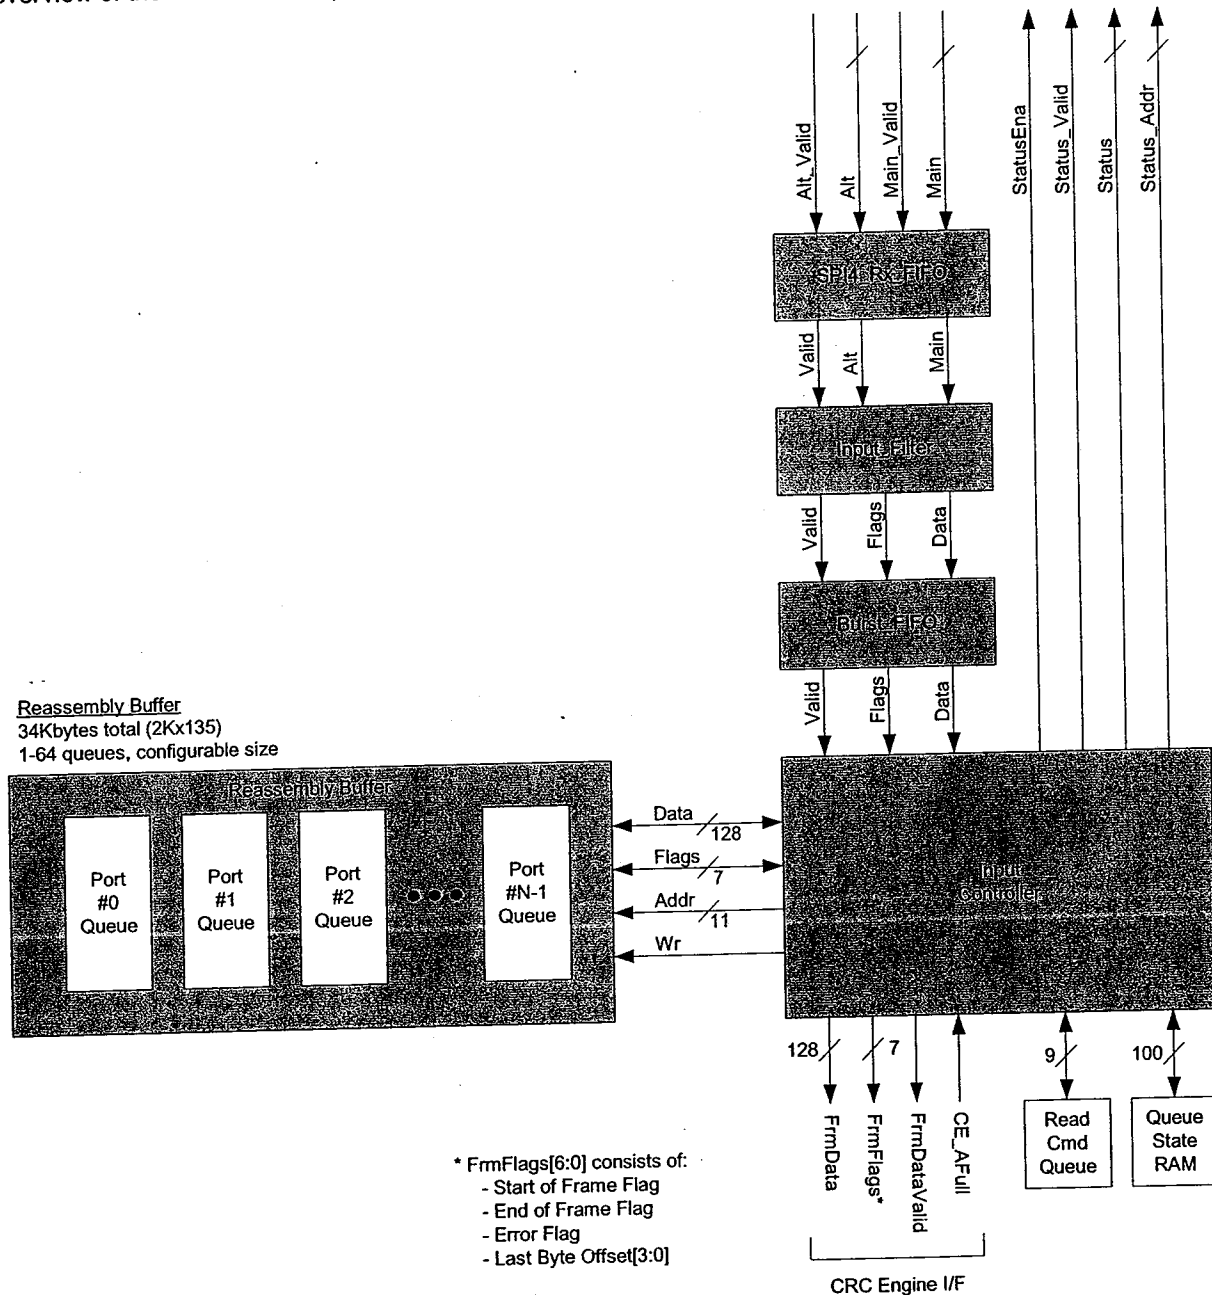 Alt_Valid
Alt
Main_Valid
Main
StatusEna
Status_Valid
Status
Status_Addr
SPI4_Rx_FIFO
Valid
Alt
Main
Input_Filter
Valid
Flags
Data
Burst_FIFO
Valid
Flags
Data
Reassembly Buffer
34Kbytes total (2Kx135)
1-64 queues, configurable size
Reassembly Buffer
Port
#0
Queue
Port
#1
Queue
Port
#2
Queue
Port
#N-1
Queue
Data
128
Flags
7
Addr
11
Wr
Input
Controller
128
7
9
100
FrmData
FrmFlags*
FrmDataValid
CE_AFull
Read
Cmd
Queue
Queue
State
RAM
* FrmFlags[6:0] consists of:
- Start of Frame Flag
- End of Frame Flag
- Error Flag
- Last Byte Offset[3:0]
CRC Engine I/F